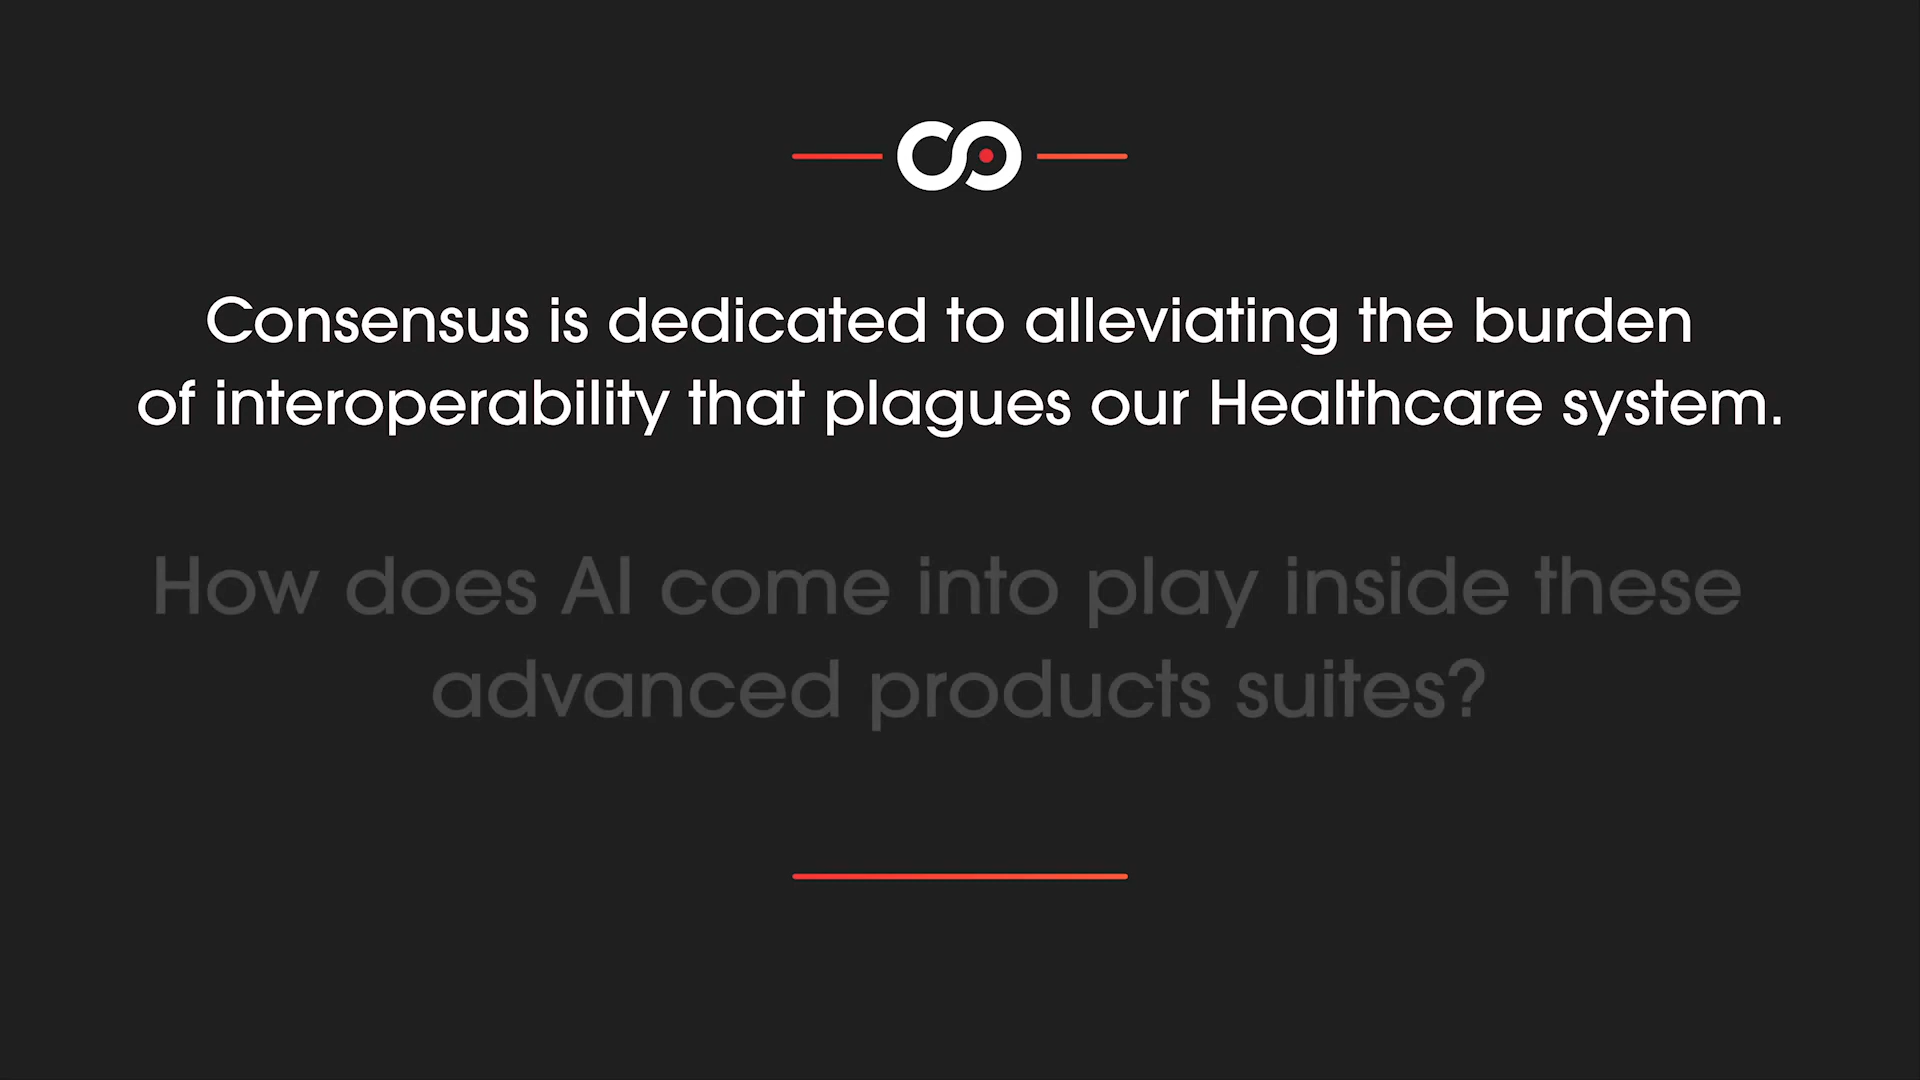 Consensus is dedicated to alleviating the burden
of interoperability that plagues our Healthcare system.
How does AI come into play inside these
advanced products suites?